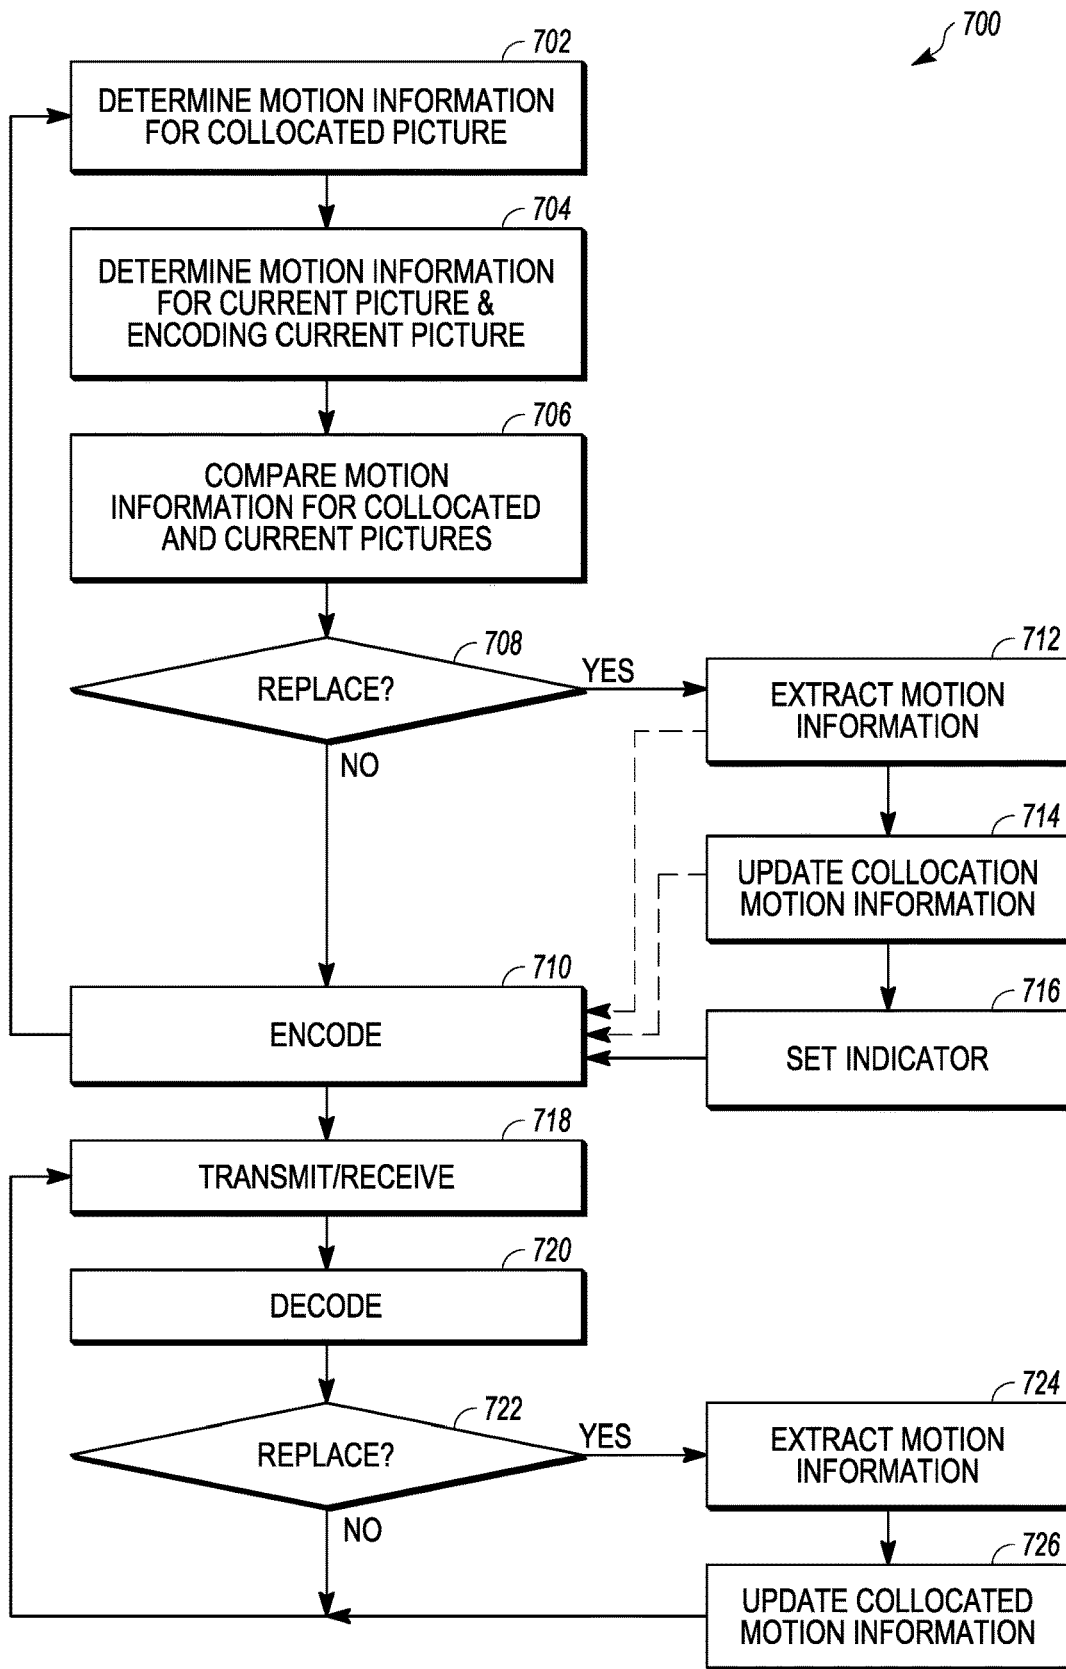 700
702
DETERMINE MOTION INFORMATION
FOR COLLOCATED PICTURE
704
DETERMINE MOTION INFORMATION
FOR CURRENT PICTURE &
ENCODING CURRENT PICTURE
706
COMPARE MOTION
INFORMATION FOR COLLOCATED
AND CURRENT PICTURES
708
REPLACE?
YES
NO
712
EXTRACT MOTION
INFORMATION
714
UPDATE COLLOCATION
MOTION INFORMATION
716
SET INDICATOR
710
ENCODE
718
TRANSMIT/RECEIVE
720
DECODE
722
REPLACE?
YES
NO
724
EXTRACT MOTION
INFORMATION
726
UPDATE COLLOCATED
MOTION INFORMATION